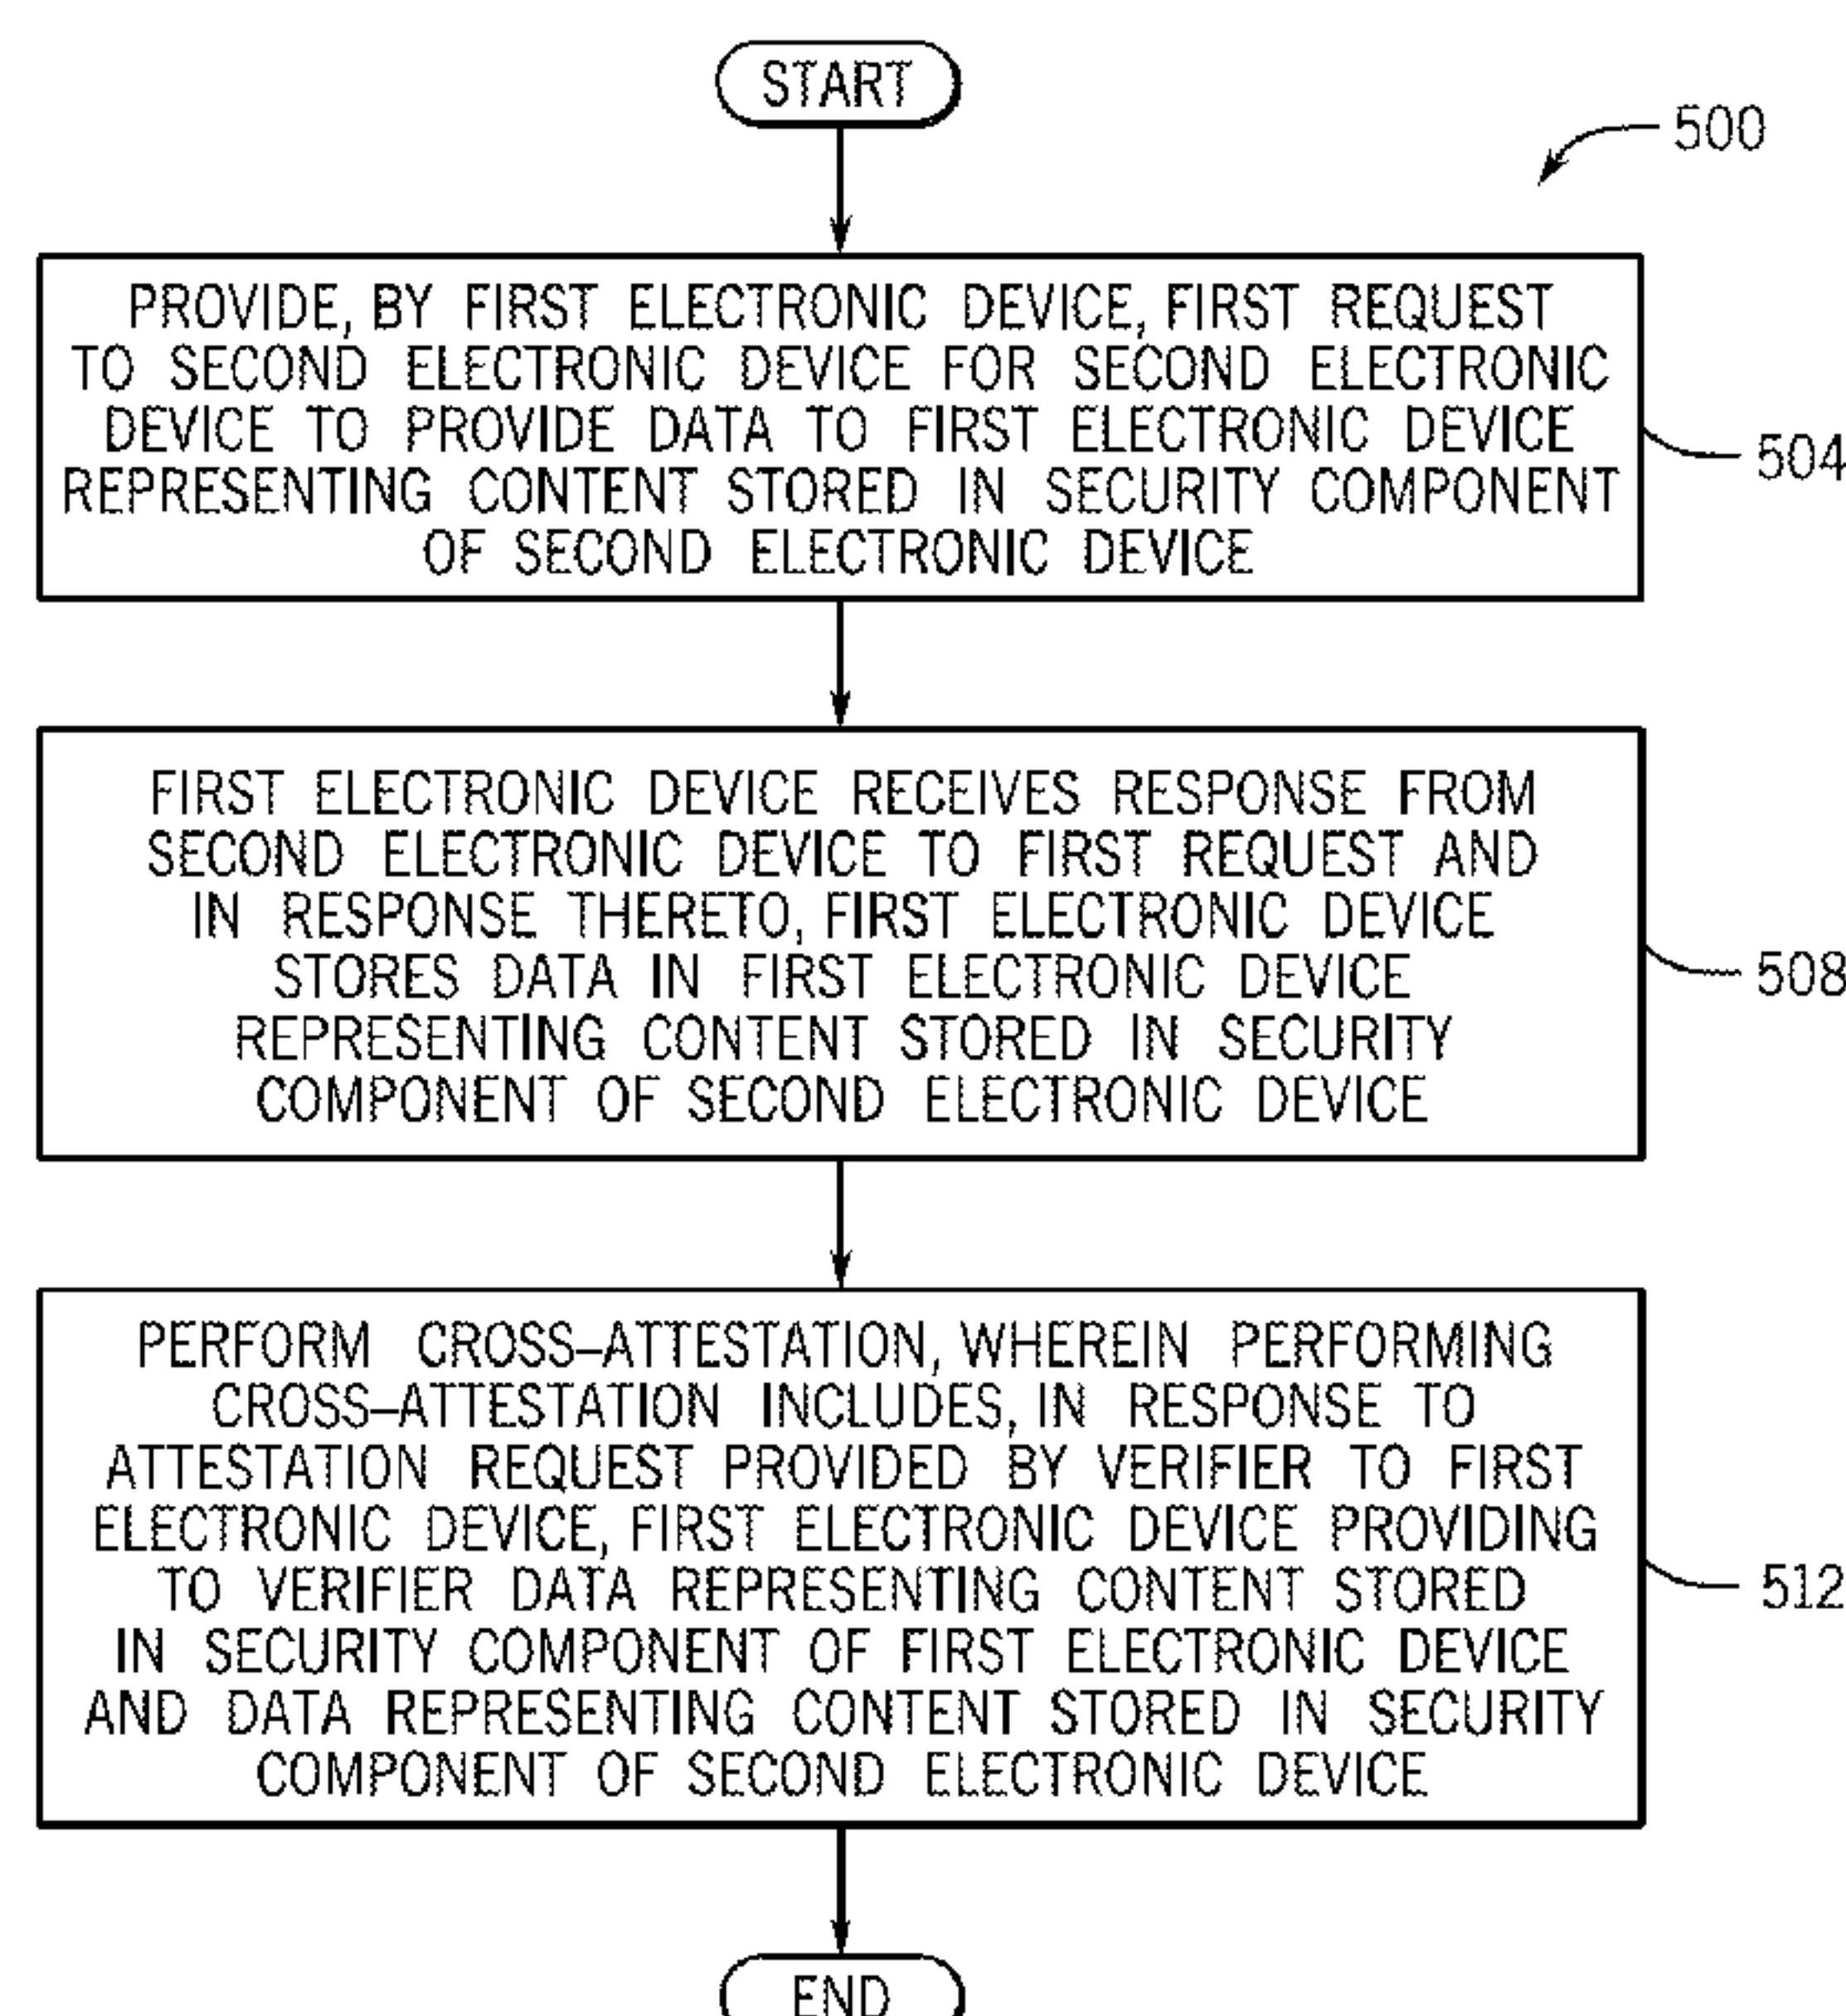 START
500
PROVIDE, BY FIRST ELECTRONIC DEVICE, FIRST REQUEST
TO SECOND ELECTRONIC DEVICE FOR SECOND ELECTRONIC
DEVICE TO PROVIDE DATA TO FIRST ELECTRONIC DEVICE
REPRESENTING CONTENT STORED IN SECURITY COMPONENT
OF SECOND ELECTRONIC DEVICE
504
FIRST ELECTRONIC DEVICE RECEIVES RESPONSE FROM
SECOND ELECTRONIC DEVICE TO FIRST REQUEST AND
IN RESPONSE THERETO, FIRST ELECTRONIC DEVICE
STORES DATA IN FIRST ELECTRONIC DEVICE
REPRESENTING CONTENT STORED IN SECURITY
COMPONENT OF SECOND ELECTRONIC DEVICE
508
PERFORM CROSS–ATTESTATION, WHEREIN PERFORMING
CROSS–ATTESTATION INCLUDES, IN RESPONSE TO
ATTESTATION REQUEST PROVIDED BY VERIFIER TO FIRST
ELECTRONIC DEVICE, FIRST ELECTRONIC DEVICE PROVIDING
TO VERIFIER DATA REPRESENTING CONTENT STORED
IN SECURITY COMPONENT OF FIRST ELECTRONIC DEVICE
AND DATA REPRESENTING CONTENT STORED IN SECURITY
COMPONENT OF SECOND ELECTRONIC DEVICE
512
END